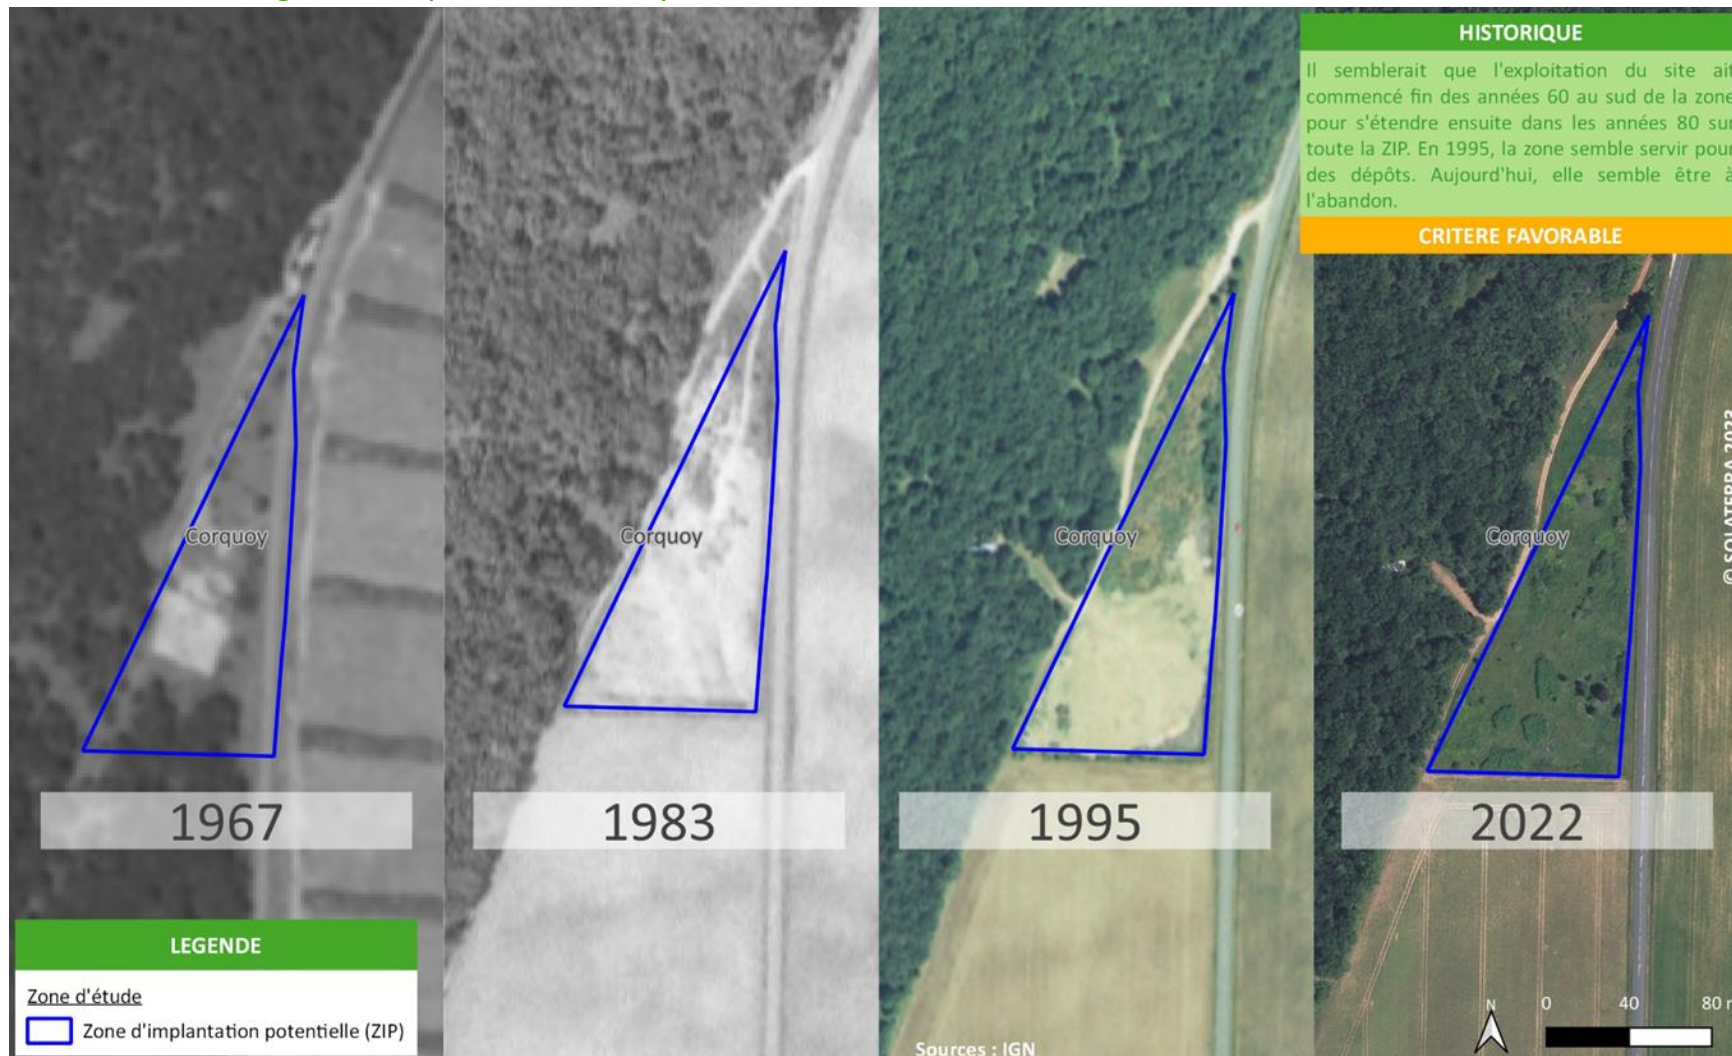 HISTORIQUE
Il semblerait que l'exploitation du site ait
commencé fin des années 60 au sud de la zone
pour s'étendre ensuite dans les années 80 sur
toute la ZIP. En 1995, la zone semble servir pour
des dépôts. Aujourd'hui, elle semble être à
l'abandon.
CRITERE FAVORABLE
Corquoy
Corquoy
Corquoy
Corquoy
© SOLATERRA 2023
1967
1983
1995
2022
LEGENDE
Zone d'étude
Zone d'implantation potentielle (ZIP)
Sources : IGN
N
0 40 80 m